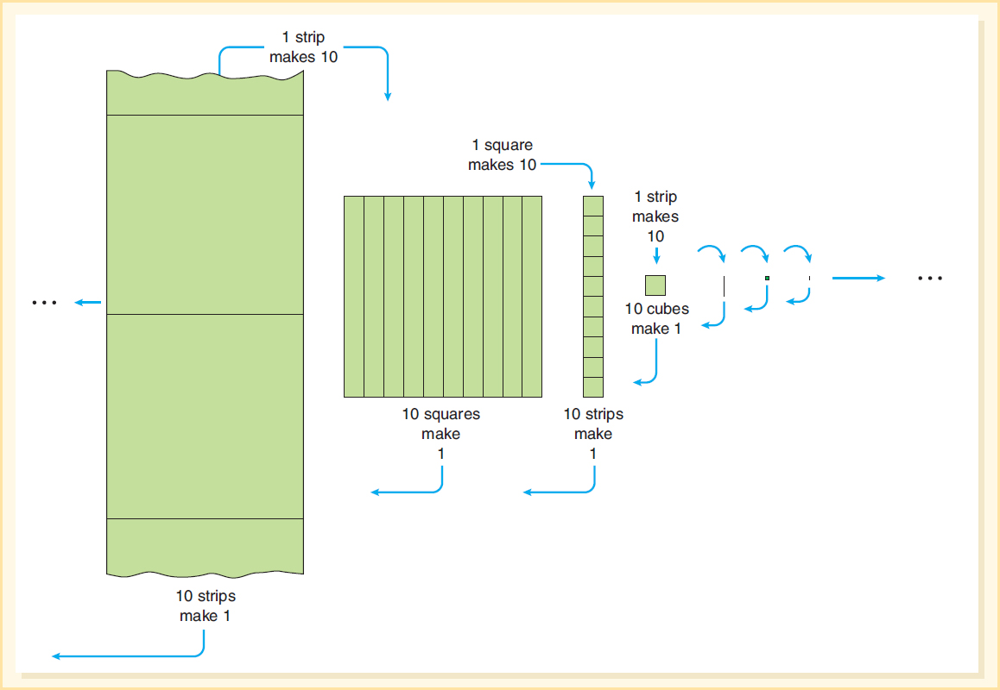 1 strip
makes 10
1 square
makes 10
1 strip
makes
10
10 cubes
make 1
10 squares
make
1
10 strips
make
1
10 strips
make 1